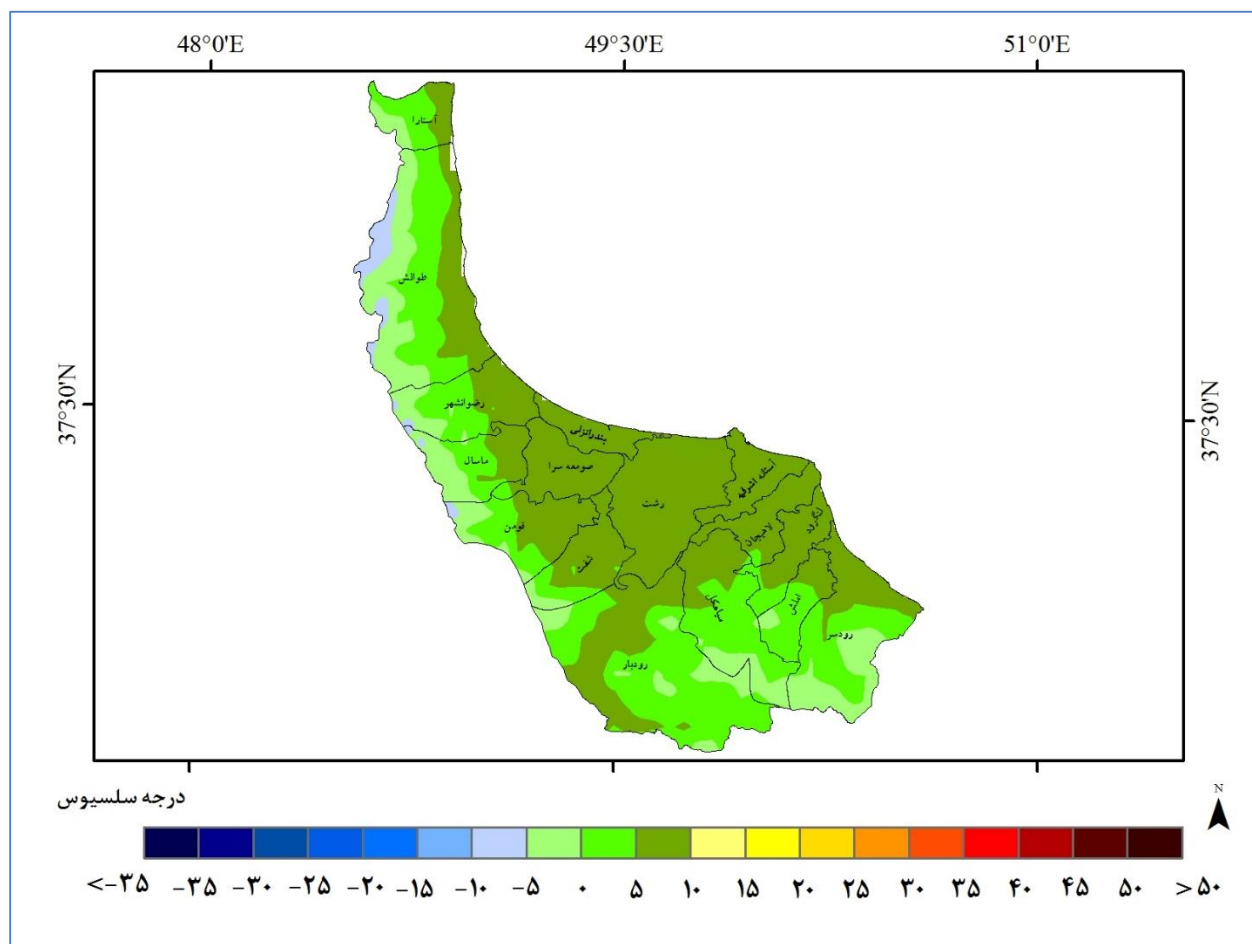 48°0'E 49°30'E 51°0'E
37°30'N
37°30'N
آستارا
طوالش
رضوانشهر
بندرانزلی
ماسال
صومعه سرا
آستانه اشرفیه
رشت
لنگرود
فومن
لاهیجان
شفت
سیاهکل
املش
رودسر
رودبار
درجه سلسیوس
N
<-۳۵ -۳۵ -۳۰ -۲۵ -۲۰ -۱۵ -۱۰ -۵ ۰ ۵ ۱۰ ۱۵ ۲۰ ۲۵ ۳۰ ۳۵ ۴۰ ۴۵ ۵۰ >۵۰